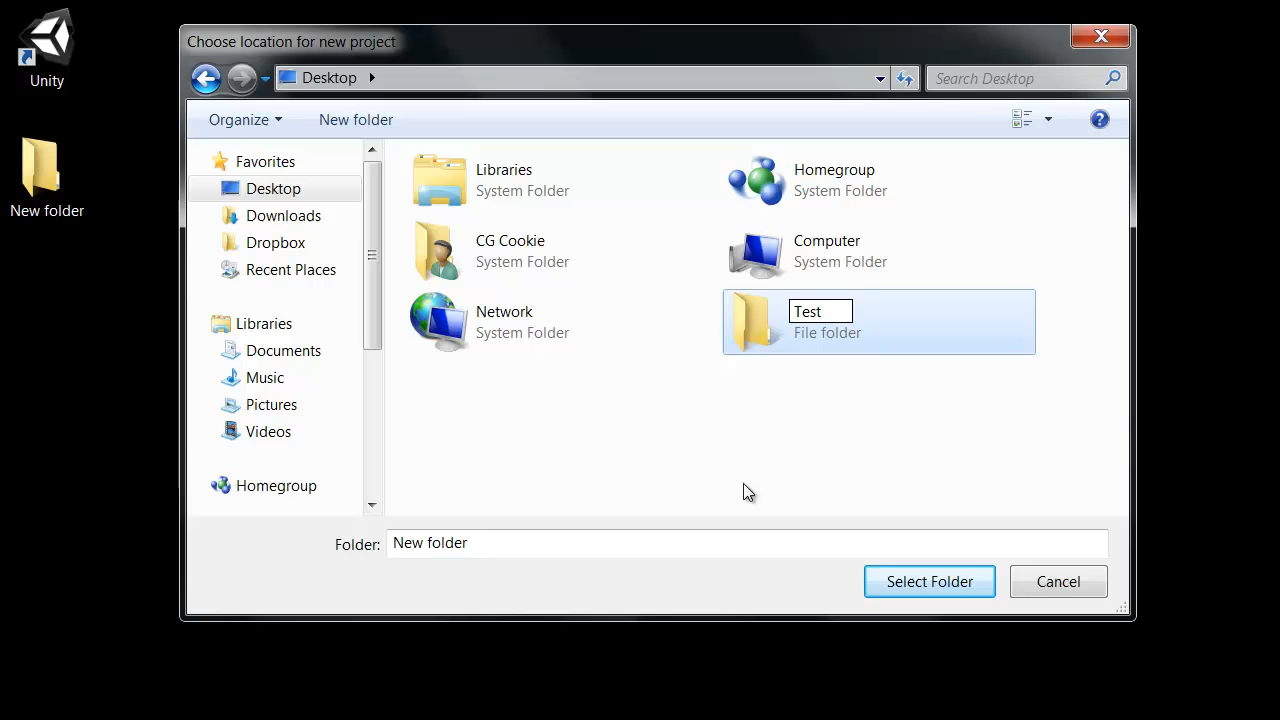 Unity
New folder
Choose location for new project
Desktop
Search Desktop
Organize
New folder
Favorites
Desktop
Downloads
Dropbox
Recent Places
Libraries
Documents
Music
Pictures
Videos
Homegroup
Libraries
System Folder
Homegroup
System Folder
CG Cookie
System Folder
Computer
System Folder
Network
System Folder
Test
File folder
Folder: New folder
Select Folder
Cancel